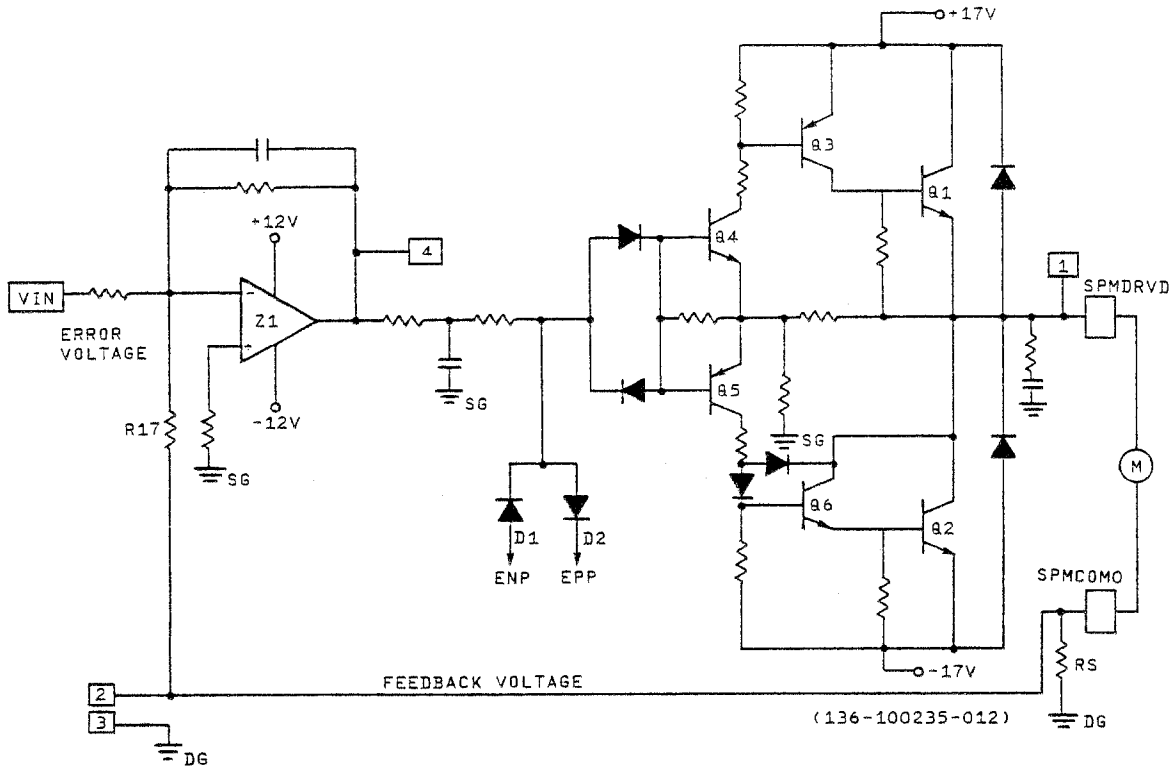 +17V
Q3
Q1
+12V
4
Q4
VIN
-
Z1
+
ERROR
VOLTAGE
1
SPMDRVD
SG
Q5
-12V
R17
SG
SG
M
Q6
Q2
D1
D2
ENP
EPP
SPMCOMO
RS
-17V
2
FEEDBACK VOLTAGE
3
(136-100235-012)
DG
DG